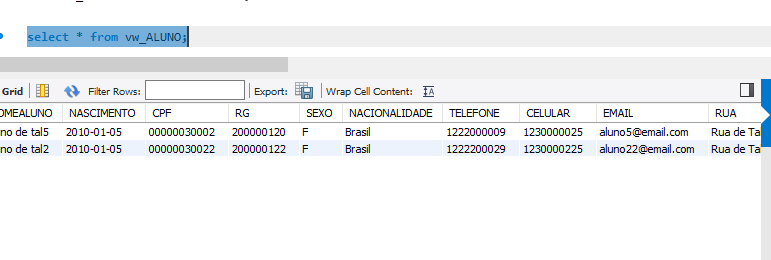 select * from vw_ALUNO;
Grid Filter Rows: Export: Wrap Cell Content: IA
OMEALUNO NASCIMENTO CPF RG SEXO NACIONALIDADE TELEFONE CELULAR EMAIL RUA
no de tal5 2010-01-05 00000030002 200000120 F Brasil 1222000009 1230000025 aluno5@email.com Rua de Ta
no de tal2 2010-01-05 00000030022 200000122 F Brasil 1222200029 1230000225 aluno22@email.com Rua de Ta